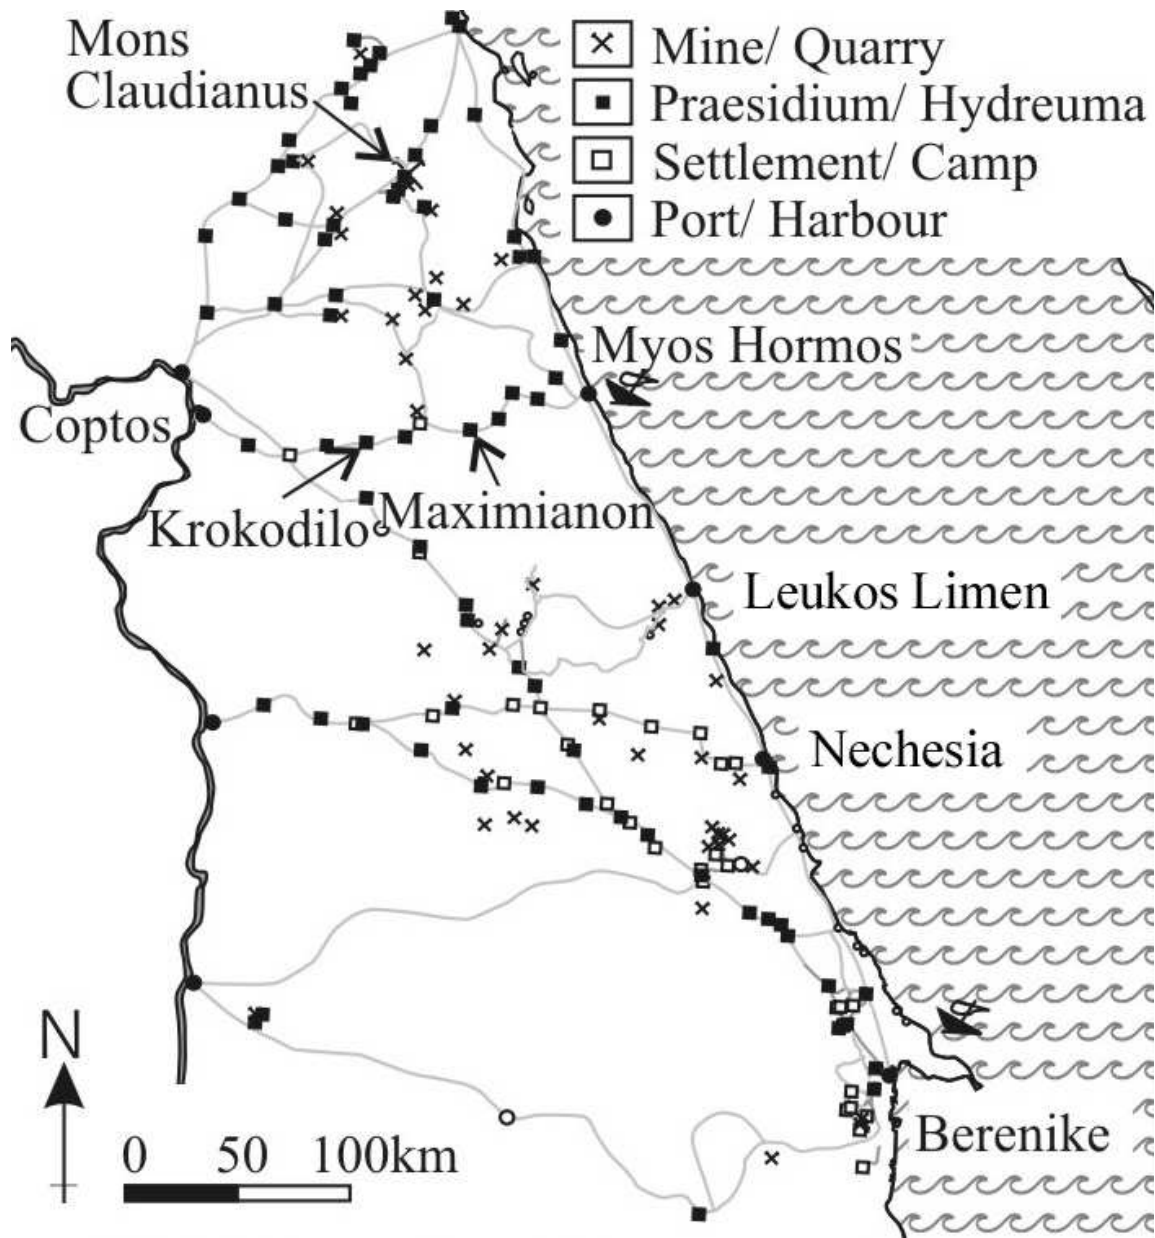 Mons
Claudianus
Mine/ Quarry
Praesidium/ Hydreuma
Settlement/ Camp
Port/ Harbour
Myos Hormos
Coptos
Krokodilo
Maximianon
Leukos Limen
Nechesia
Berenike
N
0 50 100km